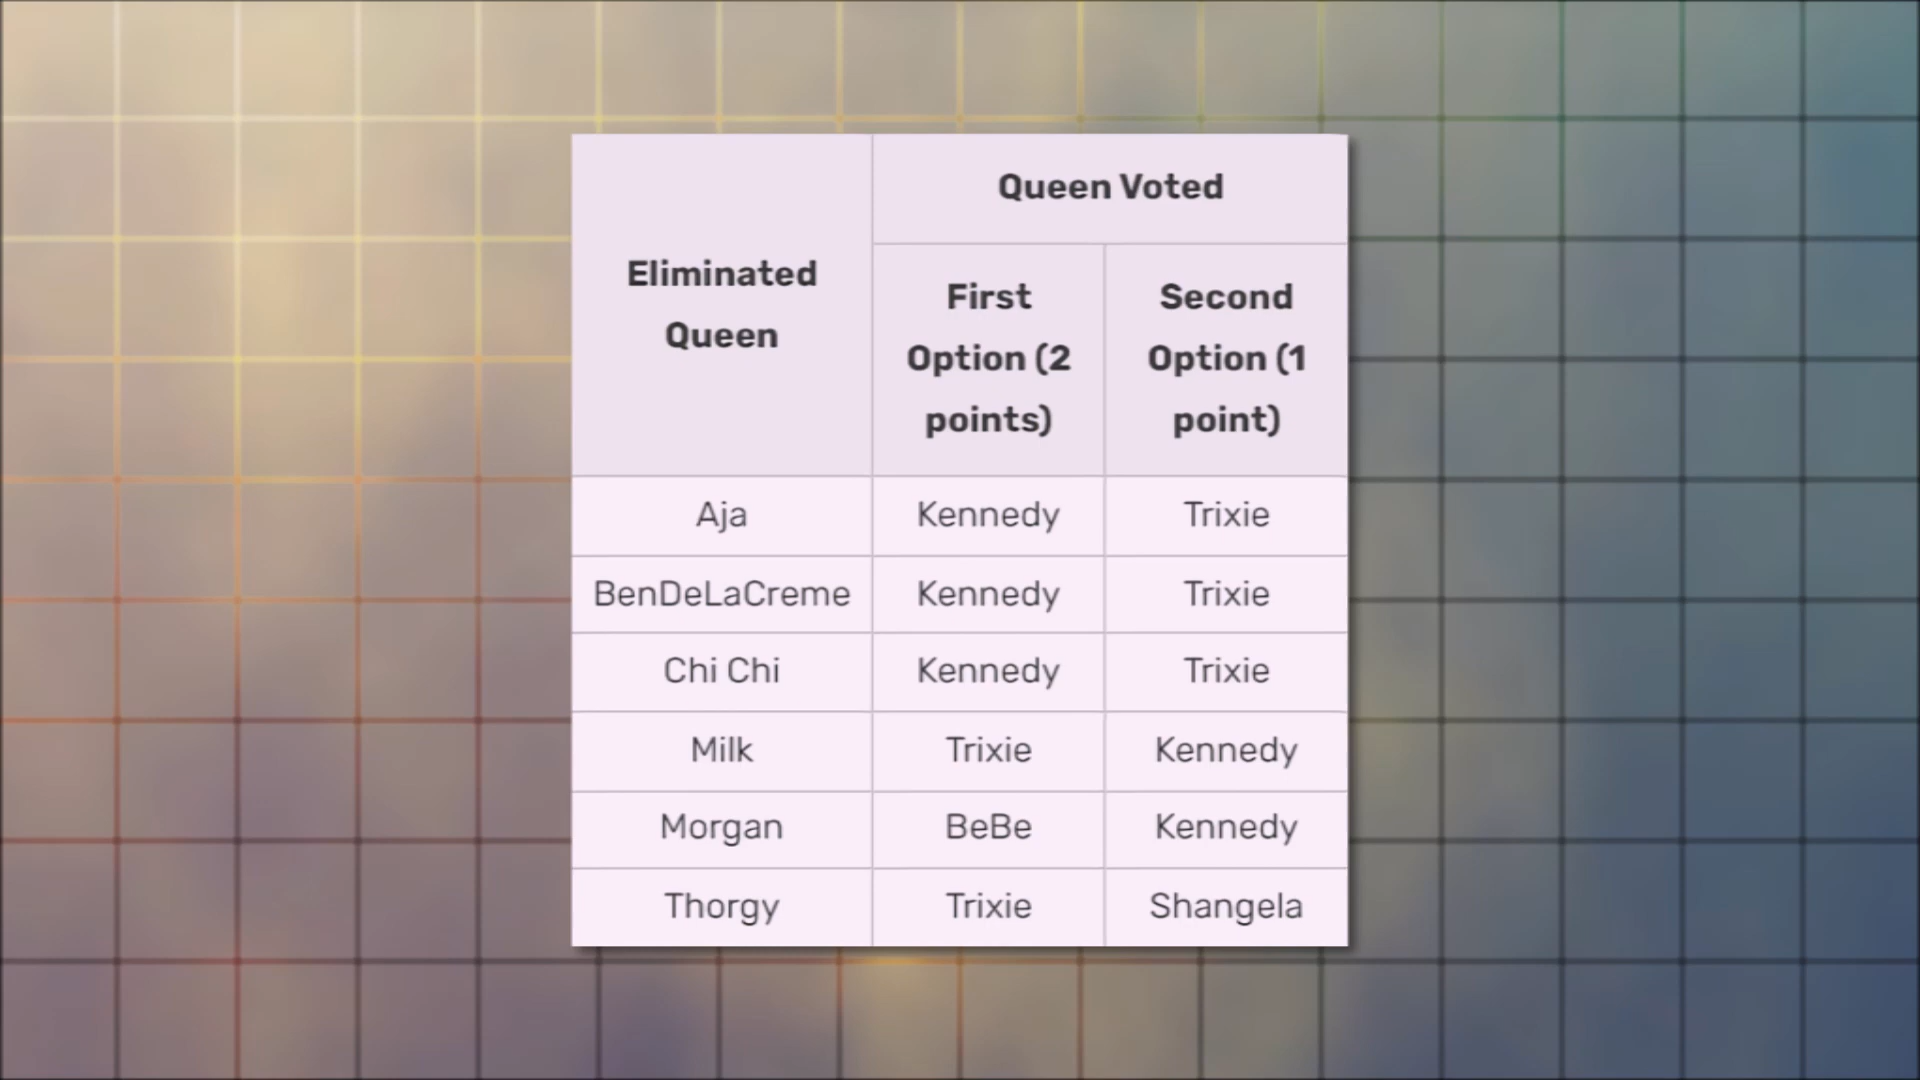 Eliminated
Queen
Queen Voted
First
Option (2
points)
Second
Option (1
point)
Aja Kennedy Trixie
BenDeLaCreme Kennedy Trixie
Chi Chi Kennedy Trixie
Milk Trixie Kennedy
Morgan BeBe Kennedy
Thorgy Trixie Shangela